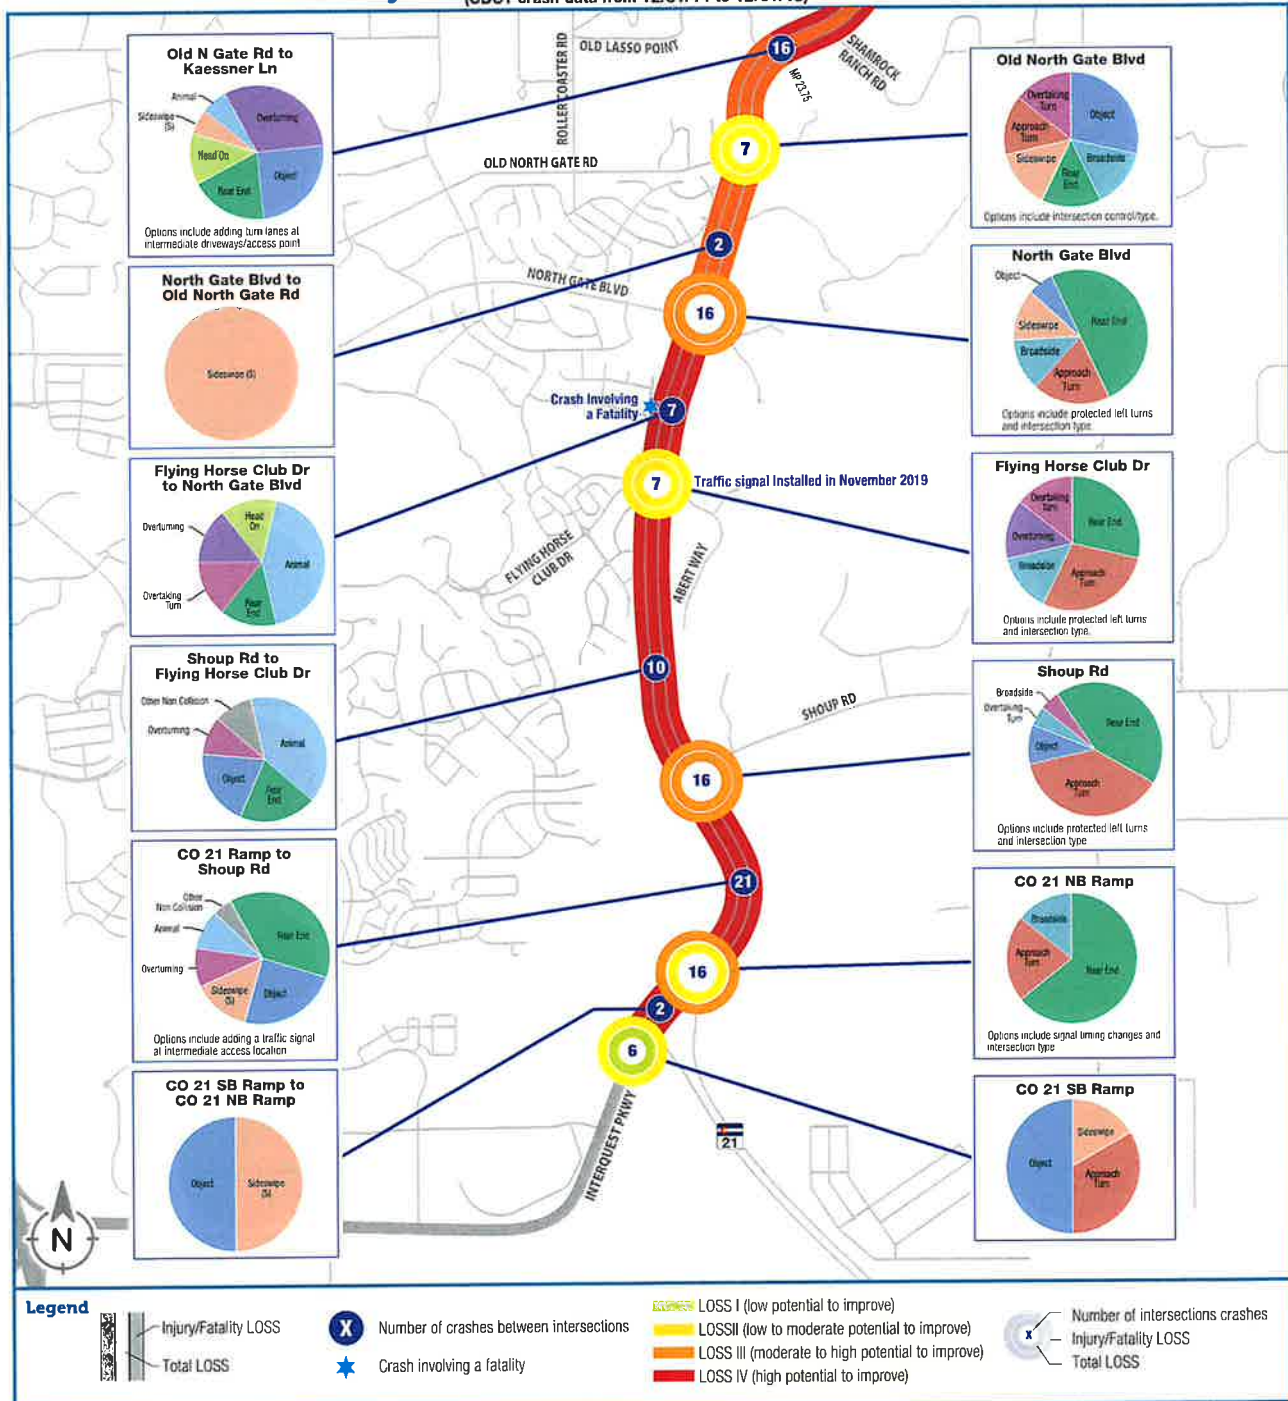 Old N Gate Rd to
Kaessner Ln
Animal
Sideswipe
(S)
Head On
Rear End
Object
Overturning
Options include adding turn lanes at
intermediate driveways/access point
North Gate Blvd to
Old North Gate Rd
Sideswipe (S)
Flying Horse Club Dr
to North Gate Blvd
Head
On
Overturning
Animal
Overtaking
Turn
Rear
End
Shoup Rd to
Flying Horse Club Dr
Other Non Collision
Overturning
Animal
Object
Rear
End
CO 21 Ramp to
Shoup Rd
Other
Non Collision
Animal
Rear End
Overturning
Sideswipe
(S)
Object
Options include adding a traffic signal
at intermediate access location
CO 21 SB Ramp to
CO 21 NB Ramp
Object
Sideswipe
(S)
N
OLD LASSO POINT
ROLLER COASTER RD
SHAMROCK
RANCH RD
MP 23.75
16
7
OLD NORTH GATE RD
2
NORTH GATE BLVD
16
Crash Involving
a Fatality
7
7
Traffic signal Installed in November 2019
FLYING HORSE
CLUB DR
ABERT WAY
10
SHOUP RD
16
21
16
2
6
INTERQUEST PKWY
21
Old North Gate Blvd
Overtaking
Turn
Object
Approach
Turn
Sideswipe
Broadside
Rear
End
Options include intersection control/type.
North Gate Blvd
Object
Sideswipe
Rear End
Broadside
Approach
Turn
Options include protected left turns
and intersection type.
Flying Horse Club Dr
Overtaking
Turn
Rear End
Overturning
Broadside
Approach
Turn
Options include protected left turns
and intersection type.
Shoup Rd
Broadside
Overtaking
Turn
Rear End
Object
Approach
Turn
Options include protected left turns
and intersection type
CO 21 NB Ramp
Broadside
Approach
Turn
Rear End
Options include signal timing changes and
intersection type
CO 21 SB Ramp
Sideswipe
Object
Approach
Turn
Legend
Injury/Fatality LOSS
Total LOSS
X
Number of crashes between intersections
Crash involving a fatality
LOSS I (low potential to improve)
LOSSII (low to moderate potential to improve)
LOSS III (moderate to high potential to improve)
LOSS IV (high potential to improve)
x
Number of intersections crashes
Injury/Fatality LOSS
Total LOSS